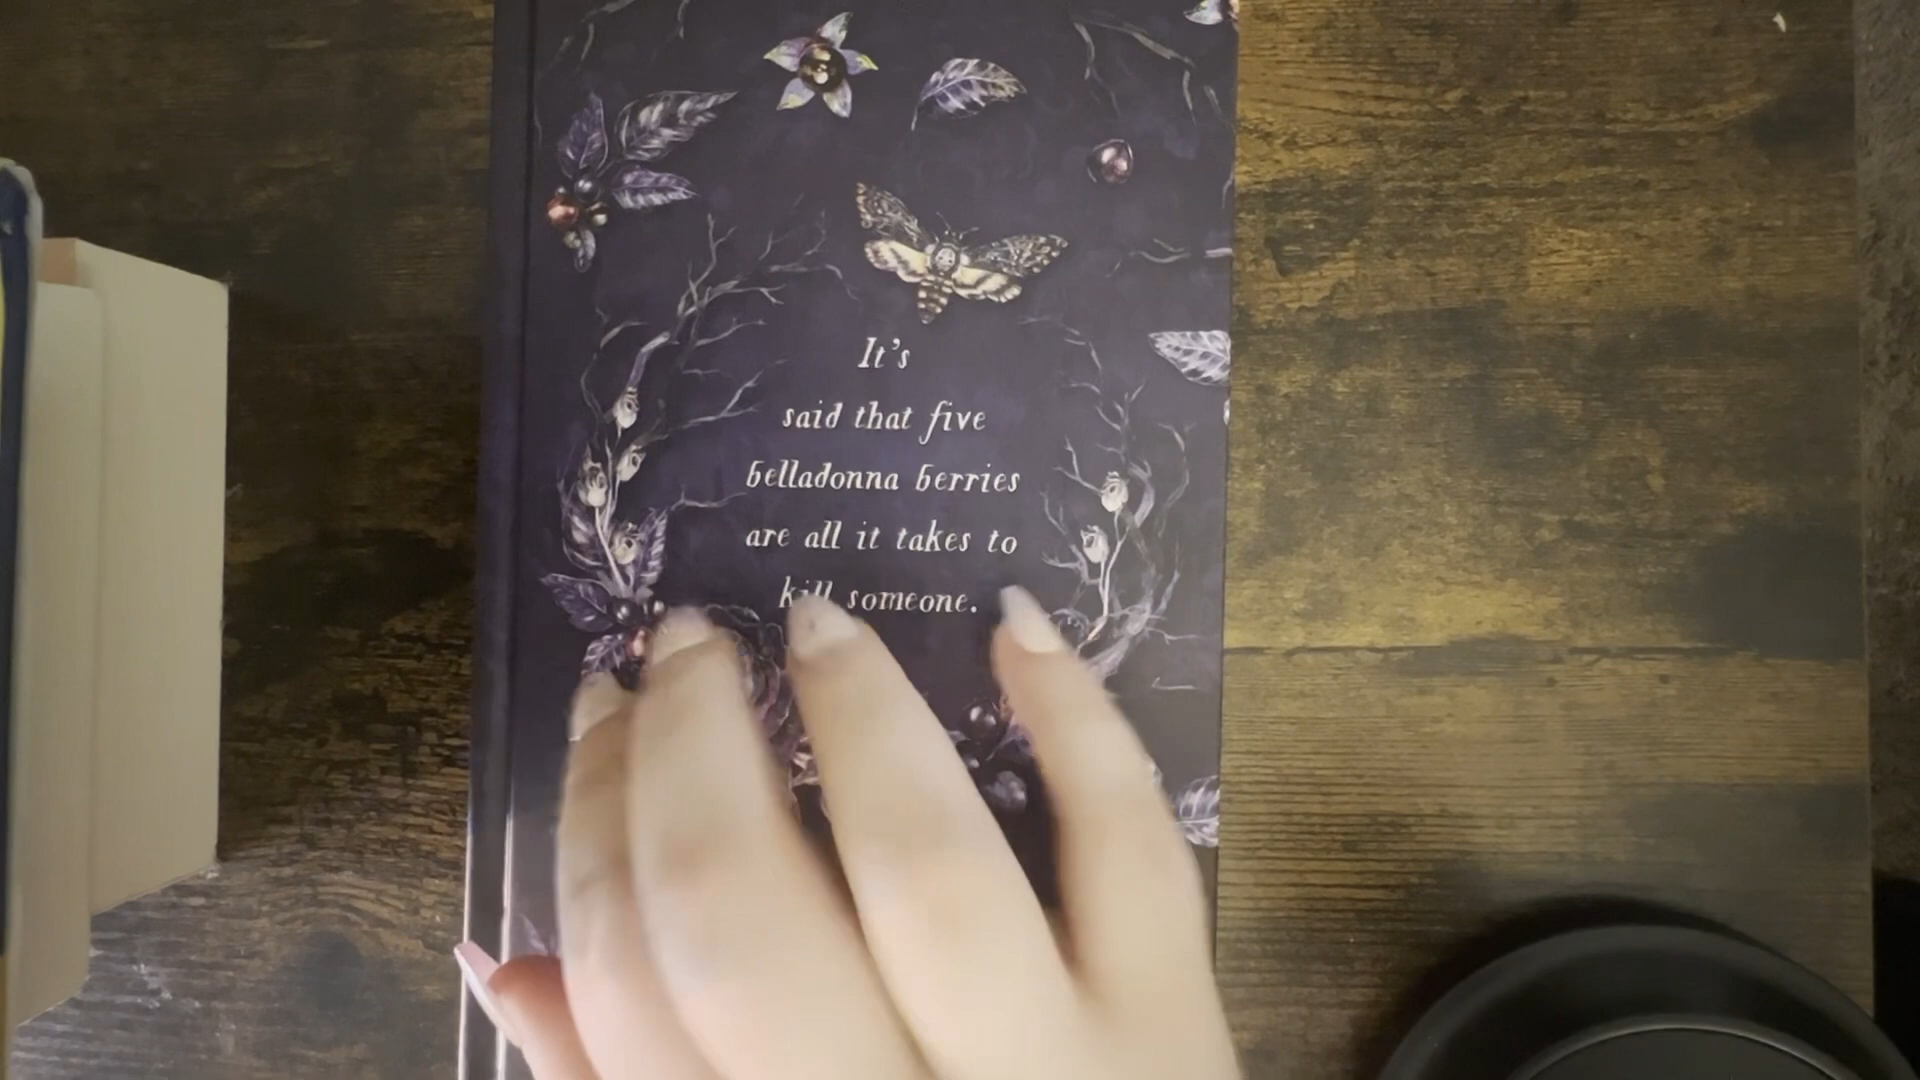 It's
said that five
belladonna berries
are all it takes to
kill someone.